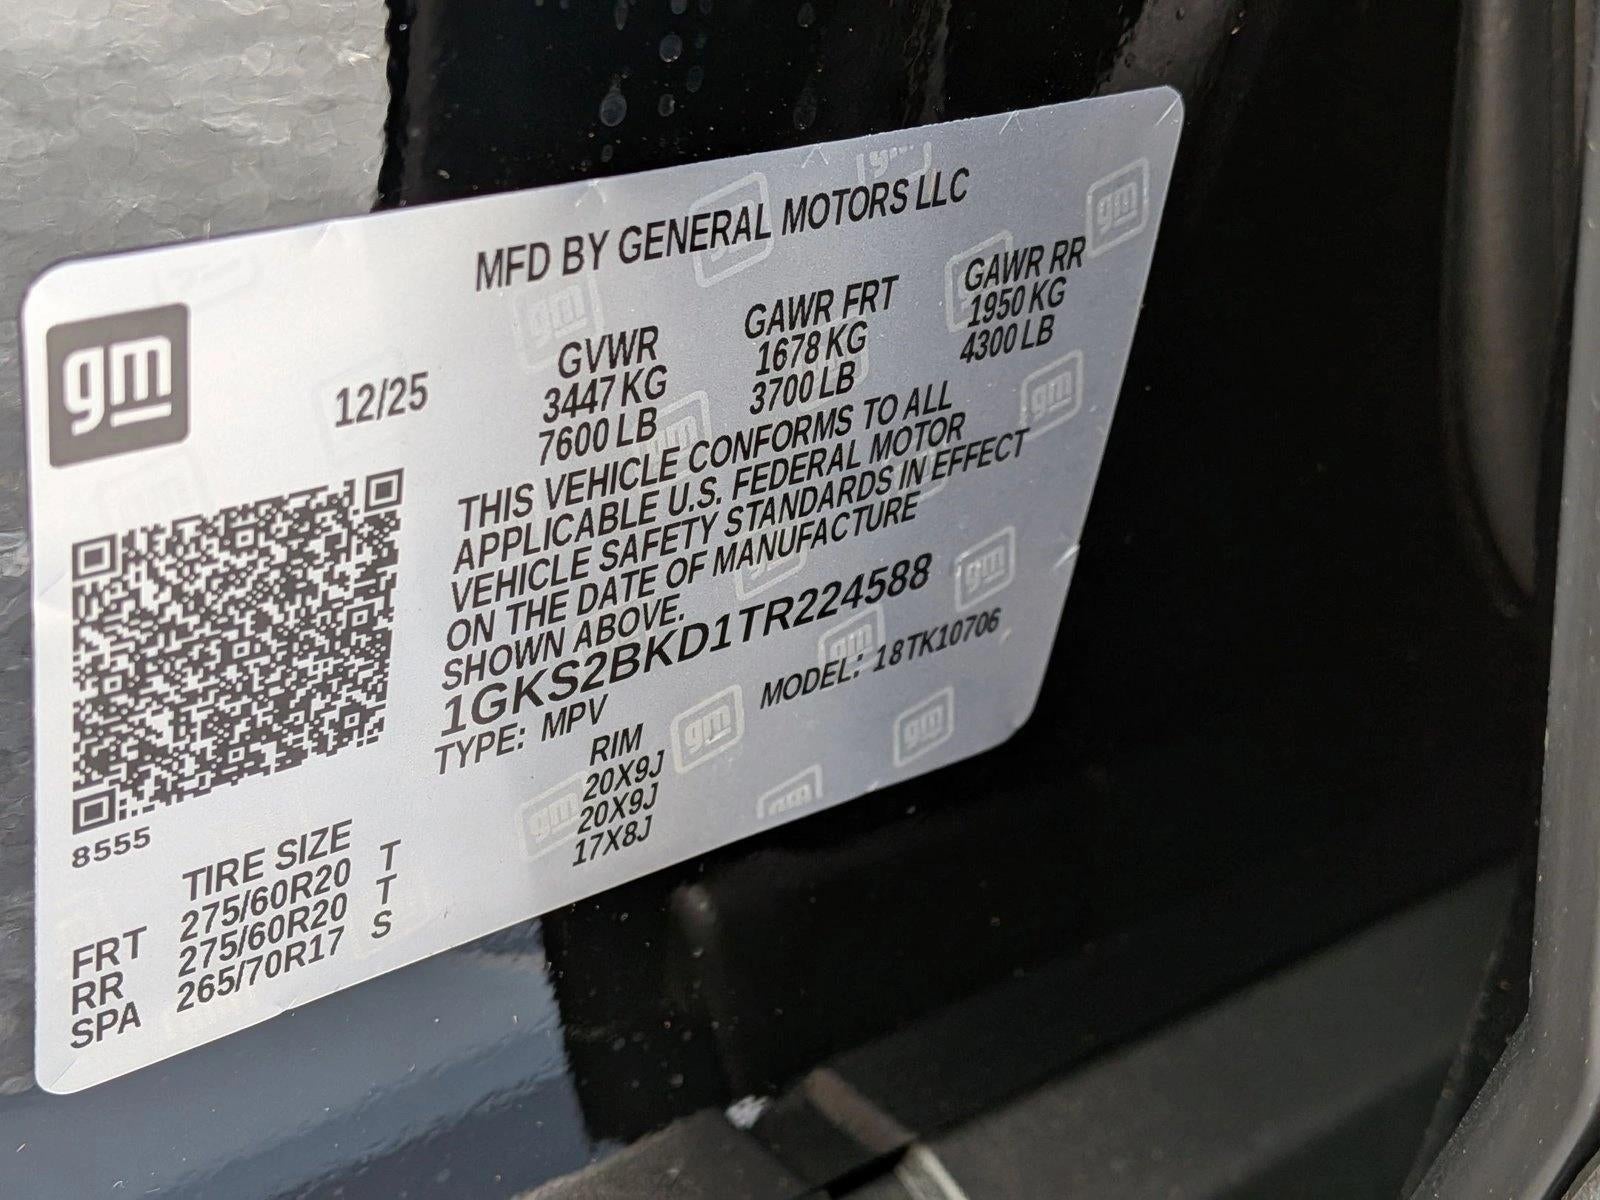 MFD BY GENERAL MOTORS LLC
gm
12/25
GVWR
3447 KG
7600 LB
GAWR FRT
1678 KG
3700 LB
GAWR RR
1950 KG
4300 LB
THIS VEHICLE CONFORMS TO ALL
APPLICABLE U.S. FEDERAL MOTOR
VEHICLE SAFETY STANDARDS IN EFFECT
ON THE DATE OF MANUFACTURE
SHOWN ABOVE.
1GKS2BKD1TR224588
TYPE: MPV MODEL: 18TK10706
8555
TIRE SIZE RIM
FRT 275/60R20 T 20X9J
RR 275/60R20 T 20X9J
SPA 265/70R17 S 17X8J